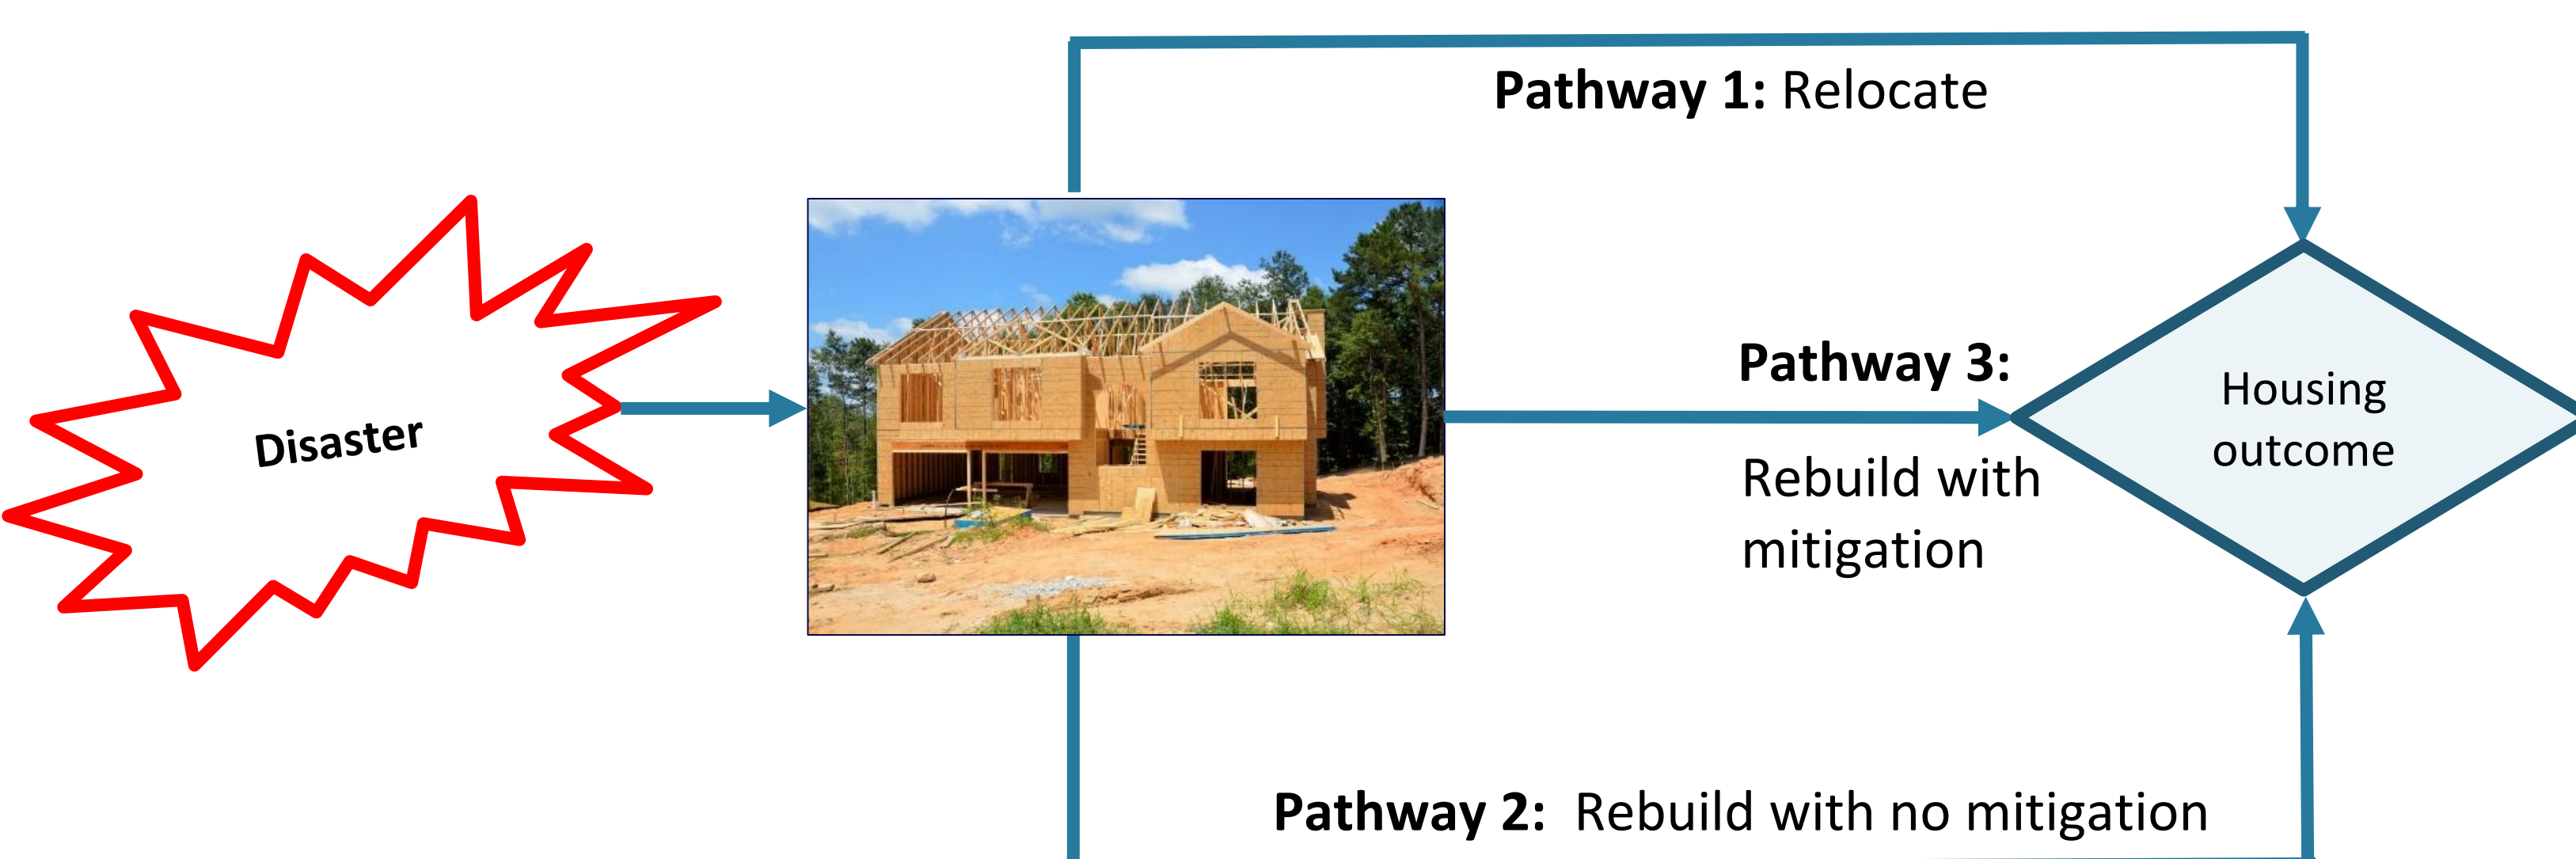 Pathway 1: Relocate
Disaster
Pathway 3:
Rebuild with
mitigation
Housing
outcome
Pathway 2: Rebuild with no mitigation